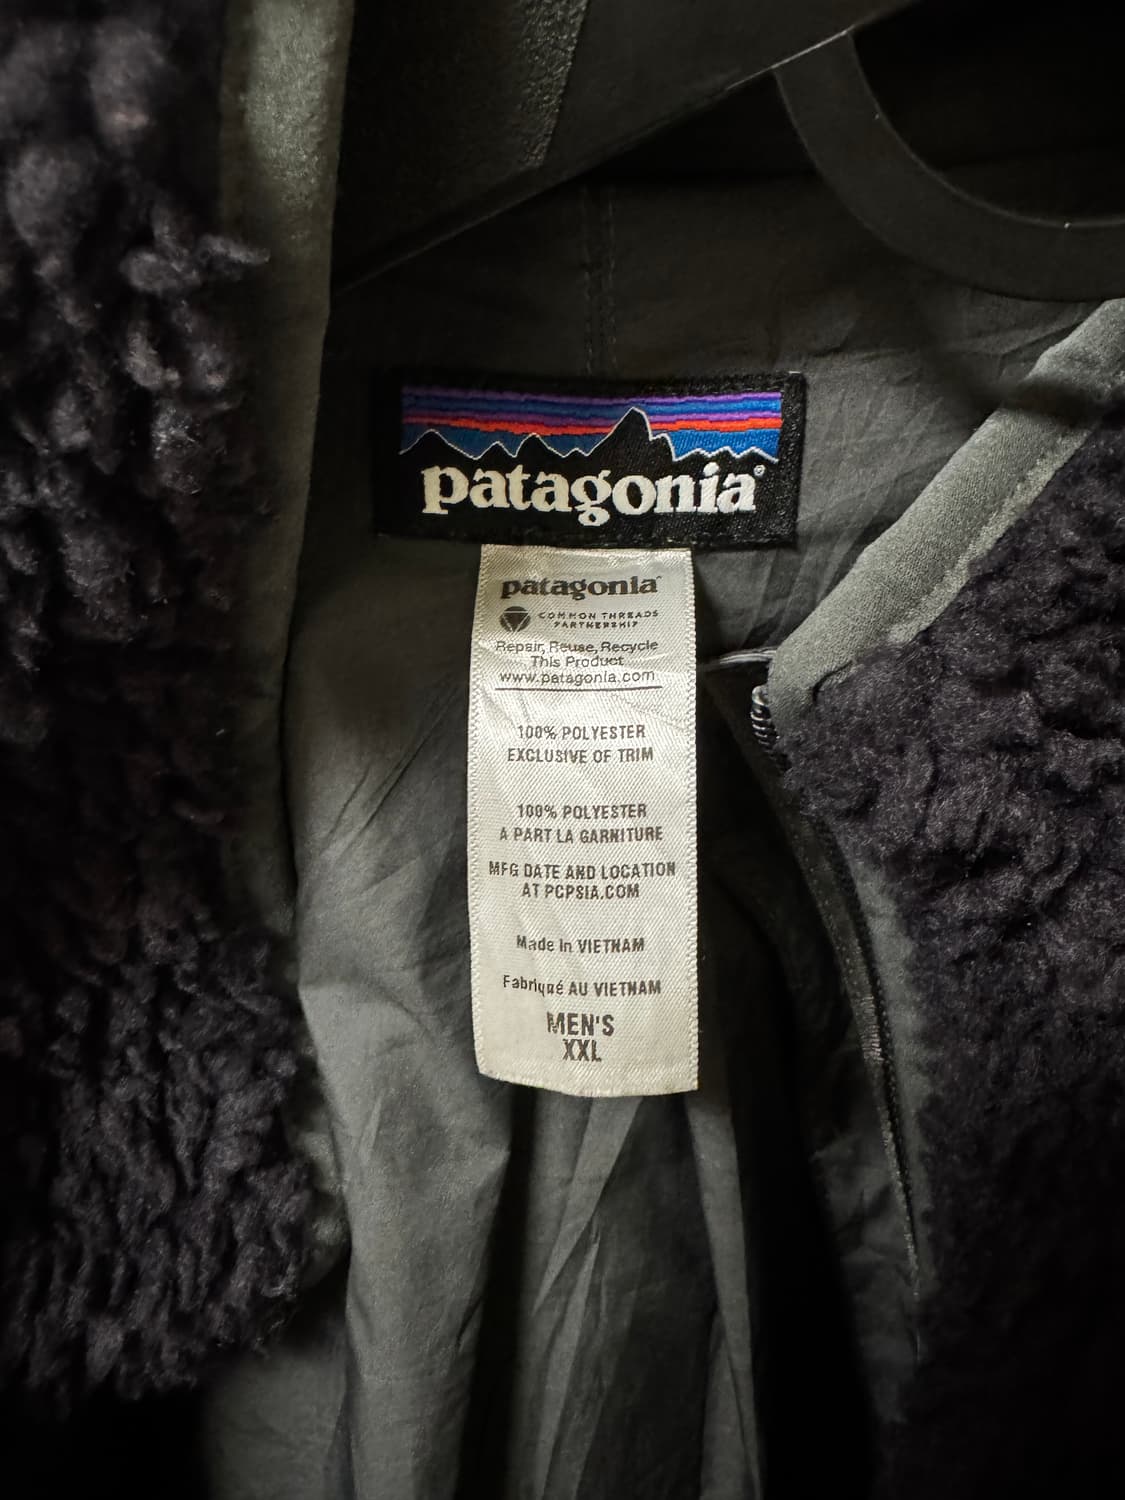 patagonia®
patagonia®
COMMON THREADS
PARTNERSHIP
Repair, Reuse, Recycle
This Product
www.patagonia.com
100% POLYESTER
EXCLUSIVE OF TRIM
100% POLYESTER
A PART LA GARNITURE
MFG DATE AND LOCATION
AT PCPSIA.COM
Made in VIETNAM
Fabriqué AU VIETNAM
MEN'S
XXL